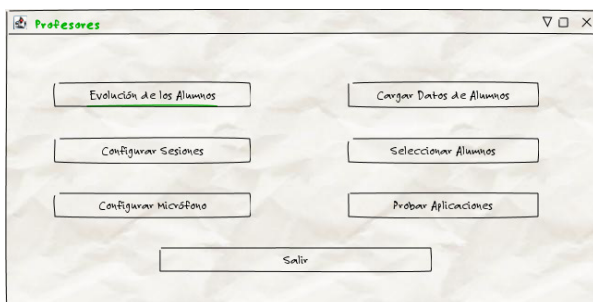 Profesores
Evolución de los Alumnos
Cargar Datos de Alumnos
Configurar Sesiones
Seleccionar Alumnos
Configurar Micrófono
Probar Aplicaciones
Salir